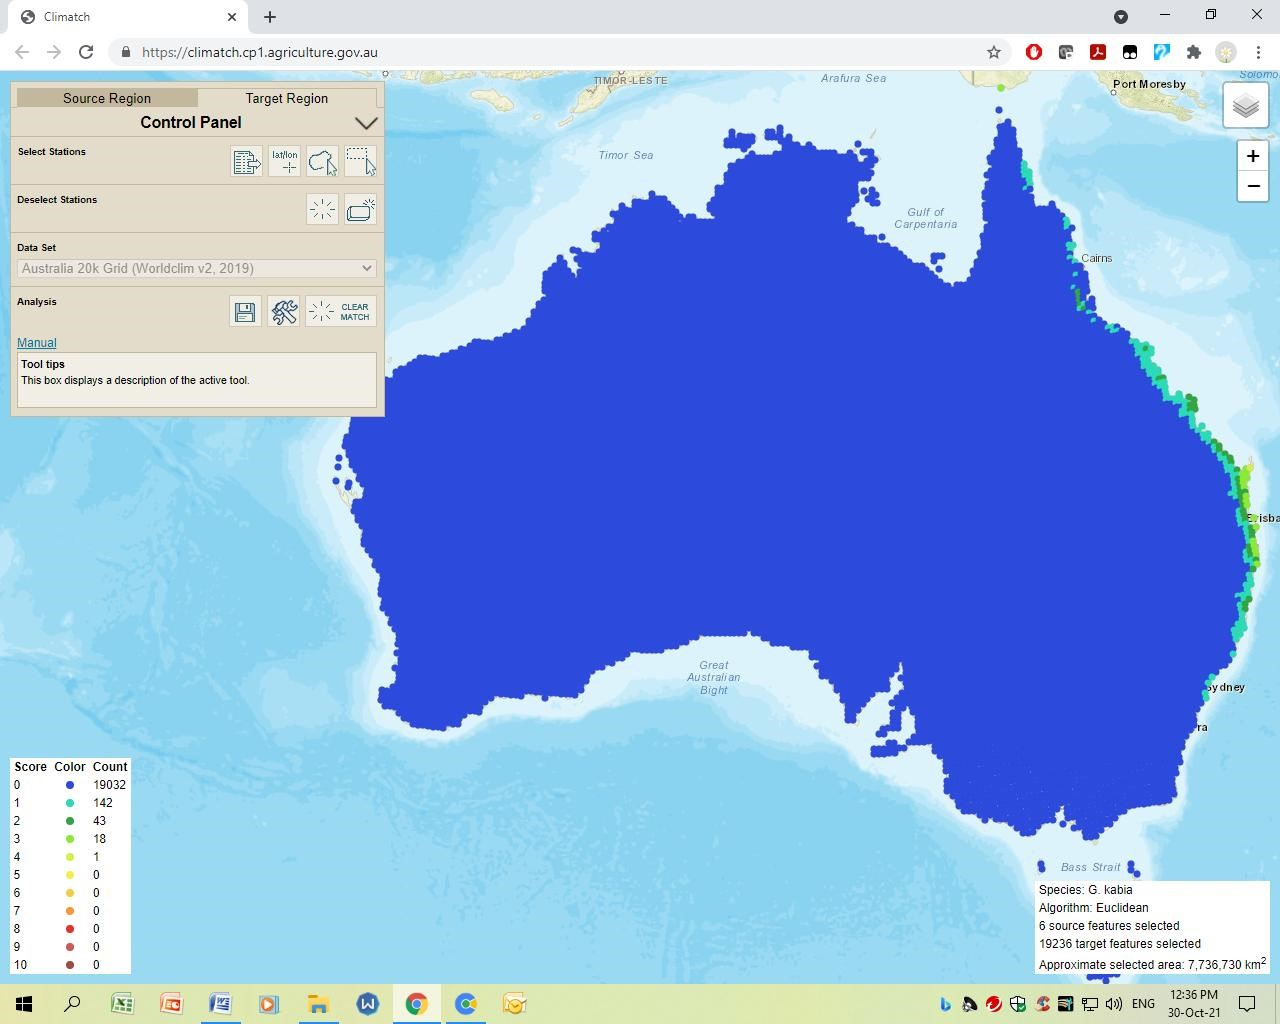 Climatch
https://climatch.cp1.agriculture.gov.au
TIMOR-LESTE
Arafura Sea
Port Moresby
Solomo
Source Region
Target Region
Control Panel
Select Stations
lat/lon
Deselect Stations
Data Set
Australia 20k Grid (Worldclim v2, 2019)
Analysis
CLEAR
MATCH
Manual
Tool tips
This box displays a description of the active tool.
Timor Sea
Gulf of
Carpentaria
Cairns
+
−
Brisba
Great
Australian
Bight
Sydney
ra
Bass Strait
Score Color Count
0 19032
1 142
2 43
3 18
4 1
5 0
6 0
7 0
8 0
9 0
10 0
Species: G. kabia
Algorithm: Euclidean
6 source features selected
19236 target features selected
Approximate selected area: 7,736,730 km2
ENG
12:36 PM
30-Oct-21